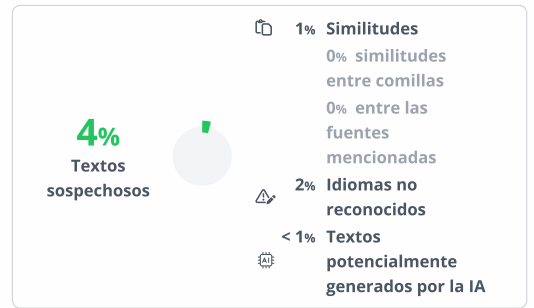 4%
Textos
sospechosos
1% Similitudes
0% similitudes
entre comillas
0% entre las
fuentes
mencionadas
2% Idiomas no
reconocidos
< 1% Textos
potencialmente
generados por la IA
AI